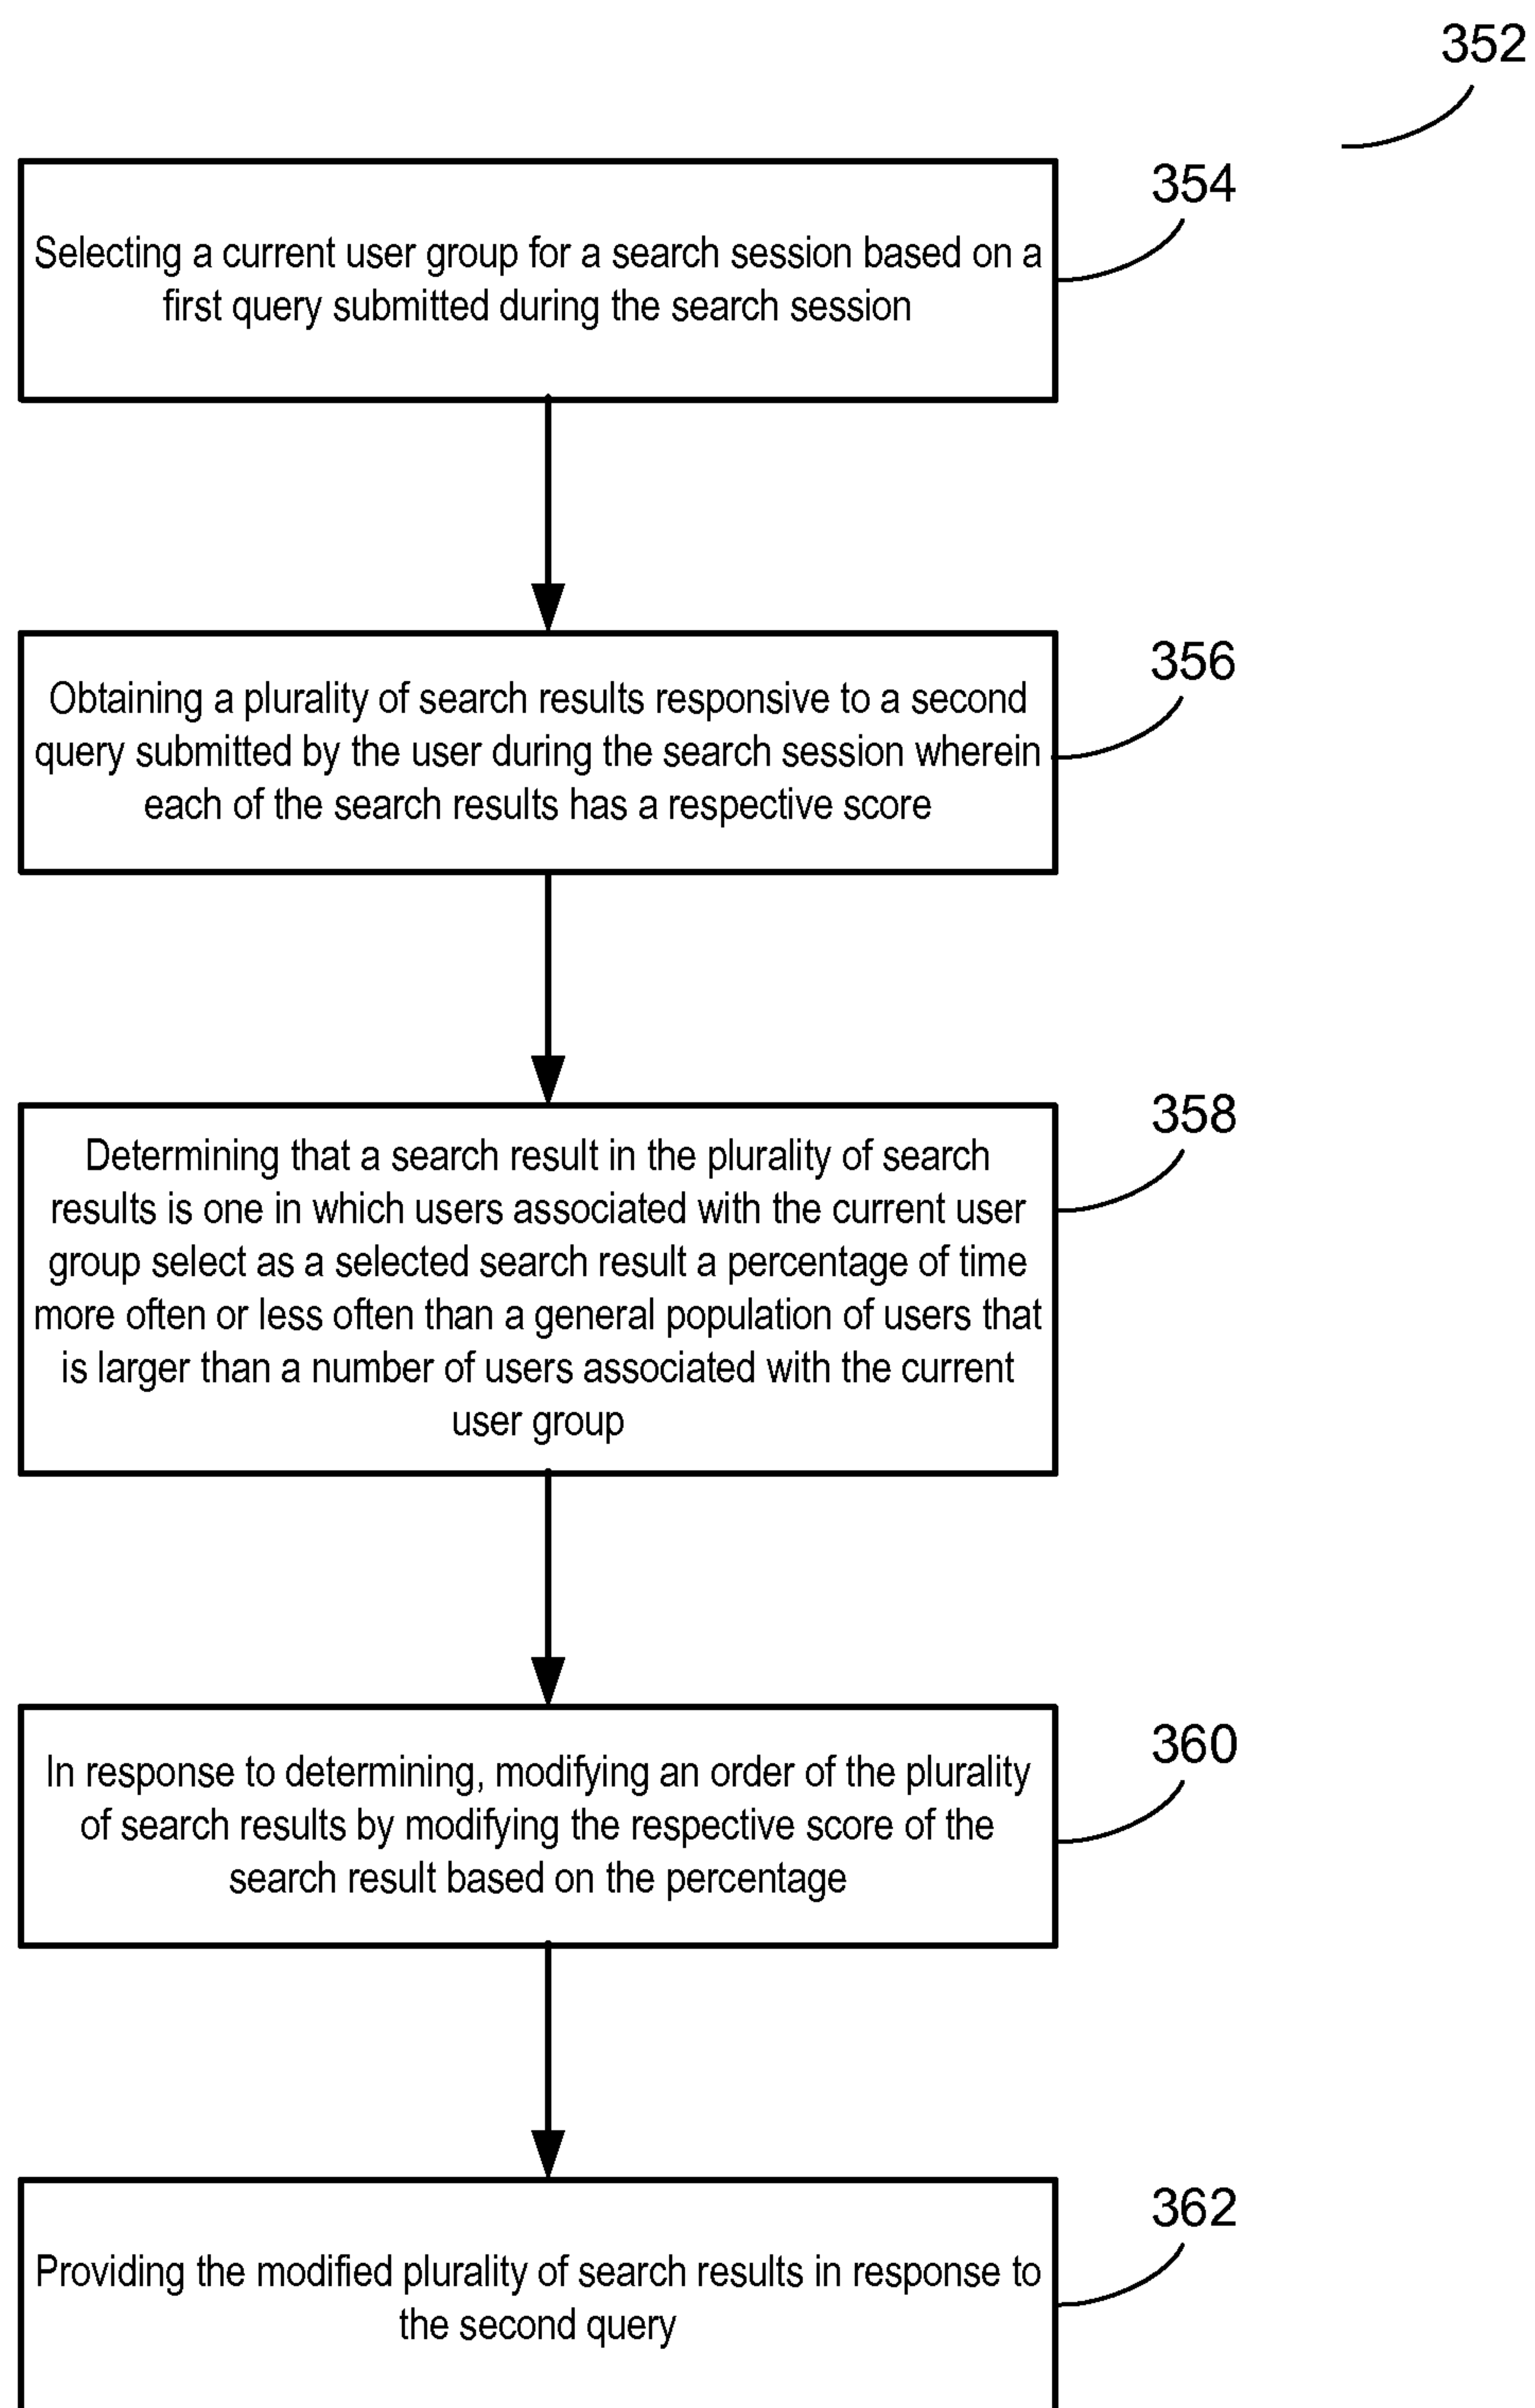 352
354
Selecting a current user group for a search session based on a
first query submitted during the search session
356
Obtaining a plurality of search results responsive to a second
query submitted by the user during the search session wherein
each of the search results has a respective score
358
Determining that a search result in the plurality of search
results is one in which users associated with the current user
group select as a selected search result a percentage of time
more often or less often than a general population of users that
is larger than a number of users associated with the current
user group
360
In response to determining, modifying an order of the plurality
of search results by modifying the respective score of the
search result based on the percentage
362
Providing the modified plurality of search results in response to
the second query